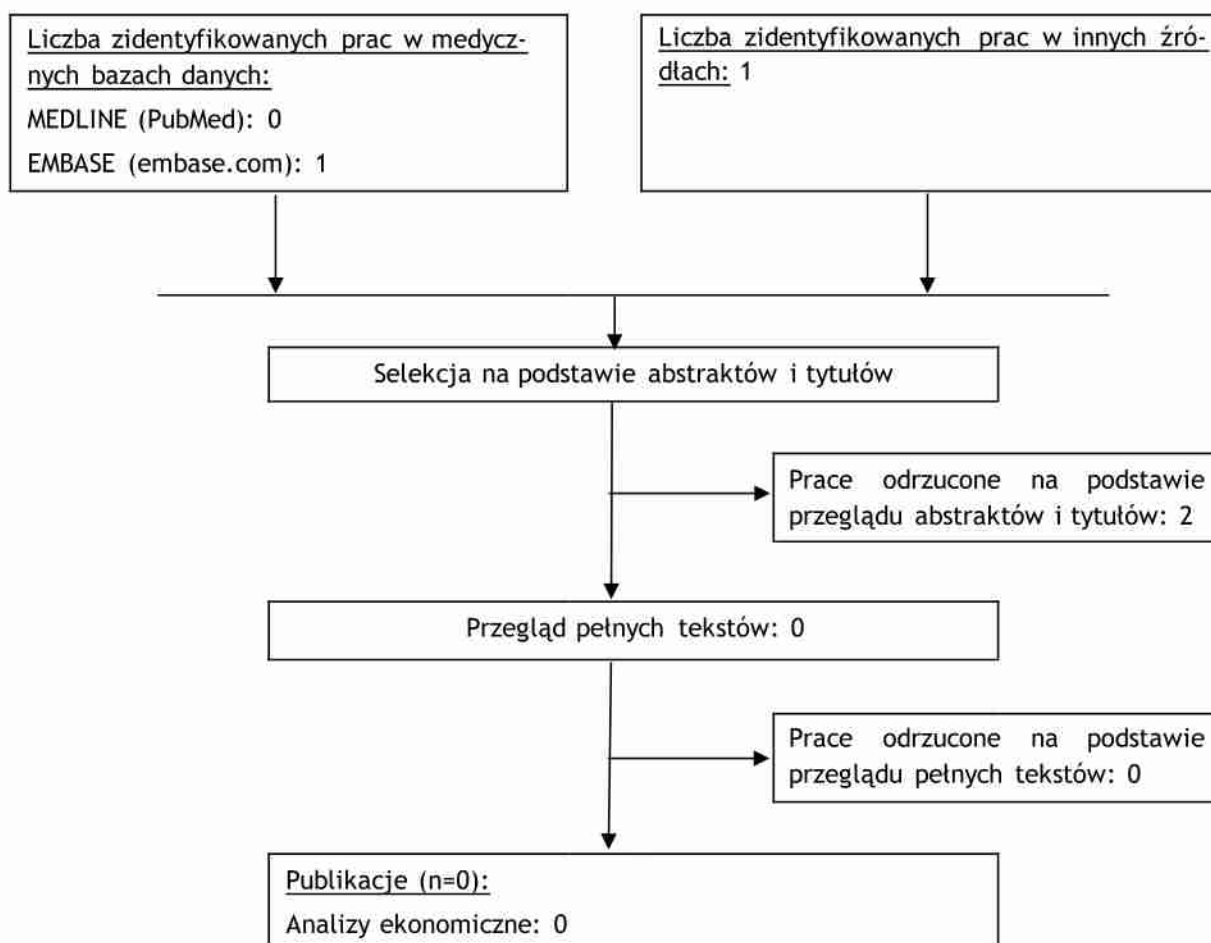 Liczba zidentyfikowanych prac w medycz-
nych bazach danych:
MEDLINE (PubMed): 0
EMBASE (embase.com): 1
Liczba zidentyfikowanych prac w innych źró-
dłach: 1
Selekcja na podstawie abstraktów i tytułów
Prace odrzucone na podstawie
przeglądu abstraktów i tytułów: 2
Przegląd pełnych tekstów: 0
Prace odrzucone na podstawie
przeglądu pełnych tekstów: 0
Publikacje (n=0):
Analizy ekonomiczne: 0